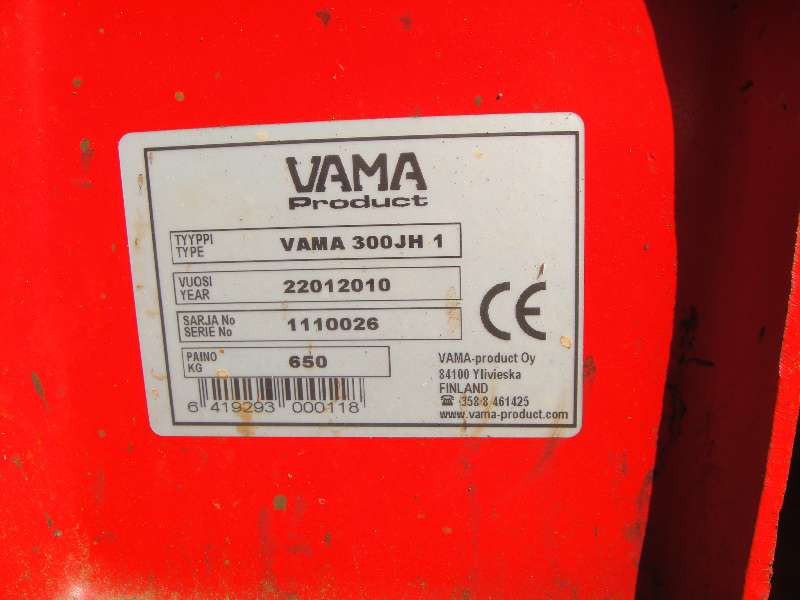 VAMA
Product
TYYPPI
TYPE
VAMA 300JH 1
VUOSI
YEAR
22012010
SARJA No
SERIE No
1110026
PAINO
KG
650
CE
VAMA-product Oy
84100 Ylivieska
FINLAND
☎ 358 8 461425
www.vama-product.com
6 419293 000118